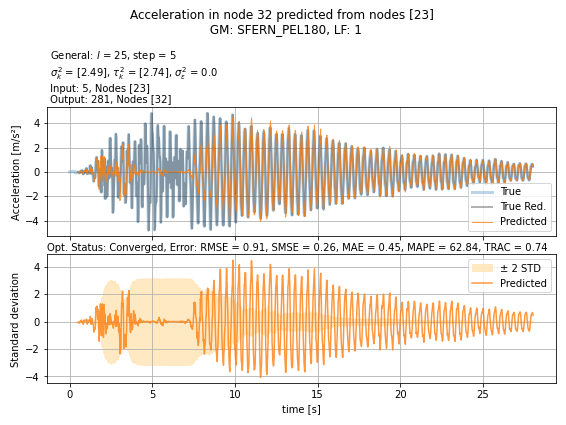 Acceleration in node 32 predicted from nodes [23]
GM: SFERN_PEL180, LF: 1
General: l = 25, step = 5
σ²ₖ = [2.49], τ²ₖ = [2.74], σ²ε = 0.0
Input: 5, Nodes [23]
Output: 281, Nodes [32]
Acceleration [m/s²]
4
2
0
−2
−4
True
True Red.
Predicted
Opt. Status: Converged, Error: RMSE = 0.91, SMSE = 0.26, MAE = 0.45, MAPE = 62.84, TRAC = 0.74
Standard deviation
4
2
0
−2
−4
± 2 STD
Predicted
0 5 10 15 20 25
time [s]